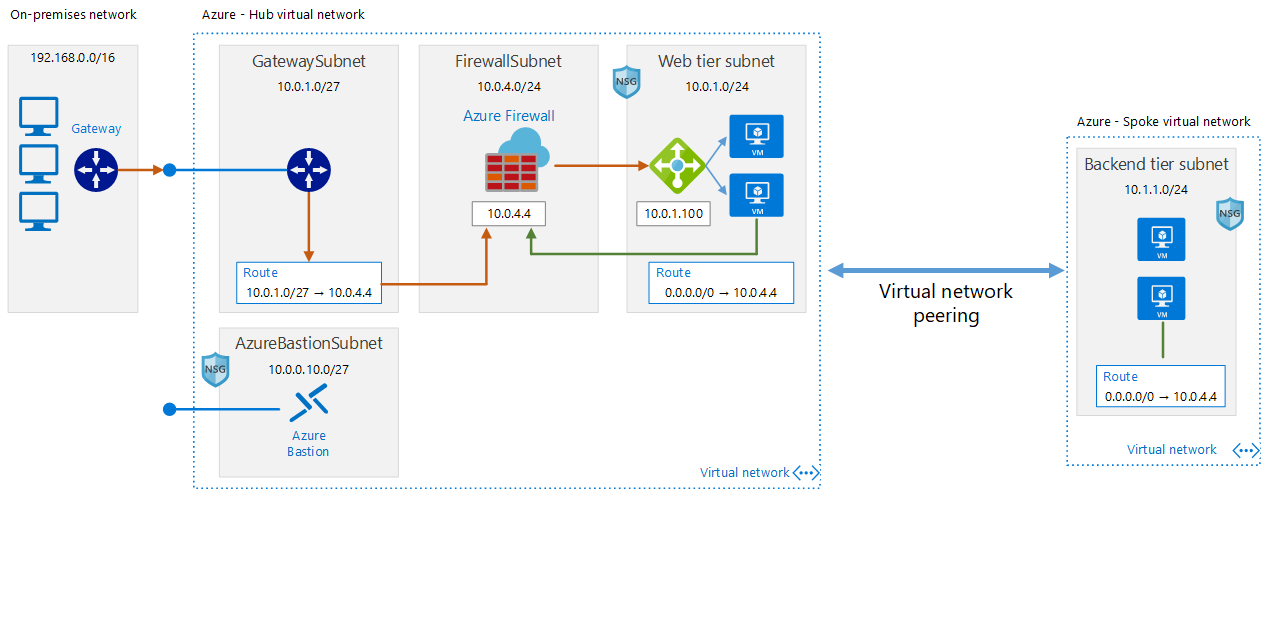 On-premises network
192.168.0.0/16
Gateway
Azure - Hub virtual network
GatewaySubnet
10.0.1.0/27
Route
10.0.1.0/27 → 10.0.4.4
FirewallSubnet
10.0.4.0/24
Azure Firewall
10.0.4.4
NSG
Web tier subnet
10.0.1.0/24
VM
VM
10.0.1.100
Route
0.0.0.0/0 → 10.0.4.4
NSG
AzureBastionSubnet
10.0.0.10.0/27
Azure
Bastion
Virtual network
Virtual network
peering
Azure - Spoke virtual network
Backend tier subnet
10.1.1.0/24
NSG
VM
VM
Route
0.0.0.0/0 → 10.0.4.4
Virtual network